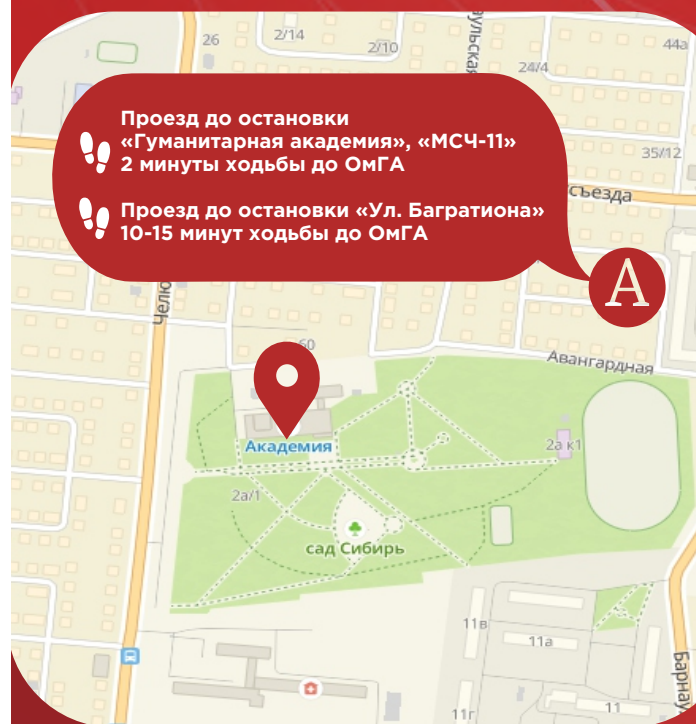 26
2/14
2/10
24/4
44а
Проезд до остановки
«Гуманитарная академия», «МСЧ-11»
2 минуты ходьбы до ОмГА
35/12
съезда
Проезд до остановки «Ул. Багратиона»
10-15 минут ходьбы до ОмГА
А
60
Авангардная
Академия
2а к1
2а/1
сад Сибирь
11в
11а
11
11г